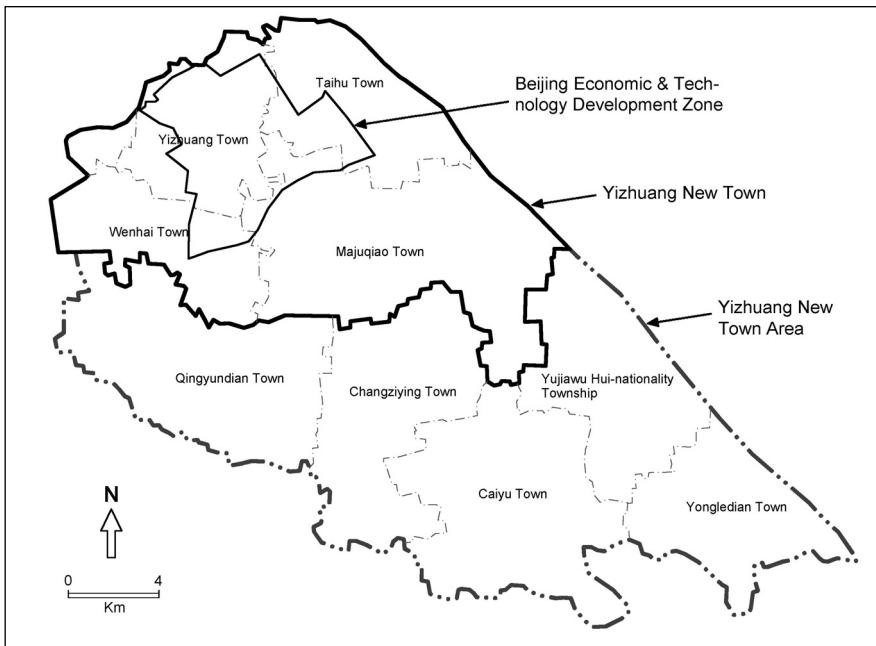 Taihu Town
Beijing Economic & Tech-
nology Development Zone
Yizhuang Town
Yizhuang New Town
Wenhai Town
Majuqiao Town
Yizhuang New
Town Area
Qingyundian Town
Changziying Town
Yujiawu Hui-nationality
Township
Caiyu Town
Yongledian Town
N
0 4
Km